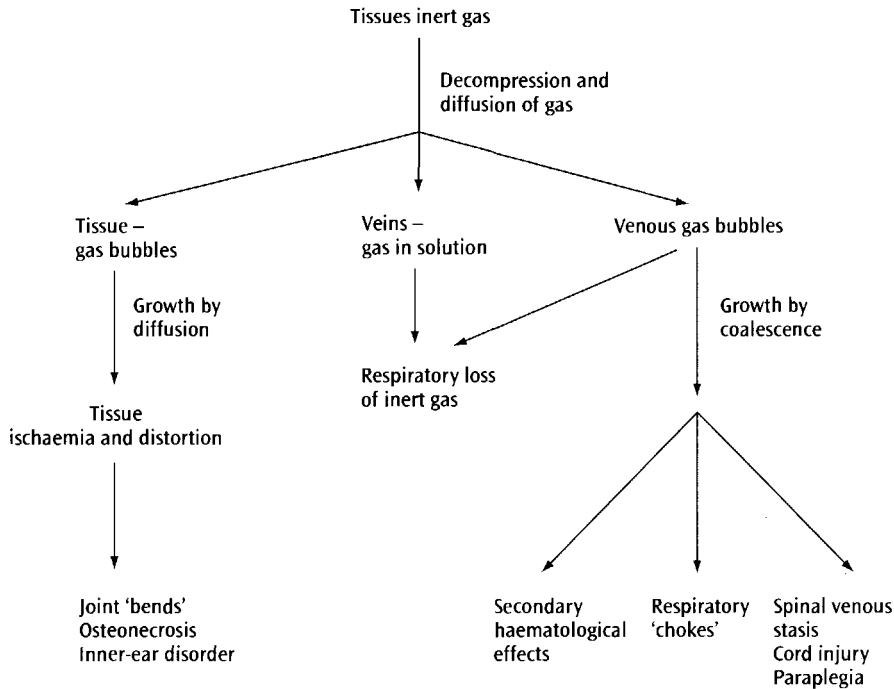 Tissues inert gas
Decompression and
diffusion of gas
Tissue –
gas bubbles
Veins –
gas in solution
Venous gas bubbles
Growth by
diffusion
Growth by
coalescence
Respiratory loss
of inert gas
Tissue
ischaemia and distortion
Joint ‘bends’
Osteonecrosis
Inner-ear disorder
Secondary
haematological
effects
Respiratory
‘chokes’
Spinal venous
stasis
Cord injury
Paraplegia